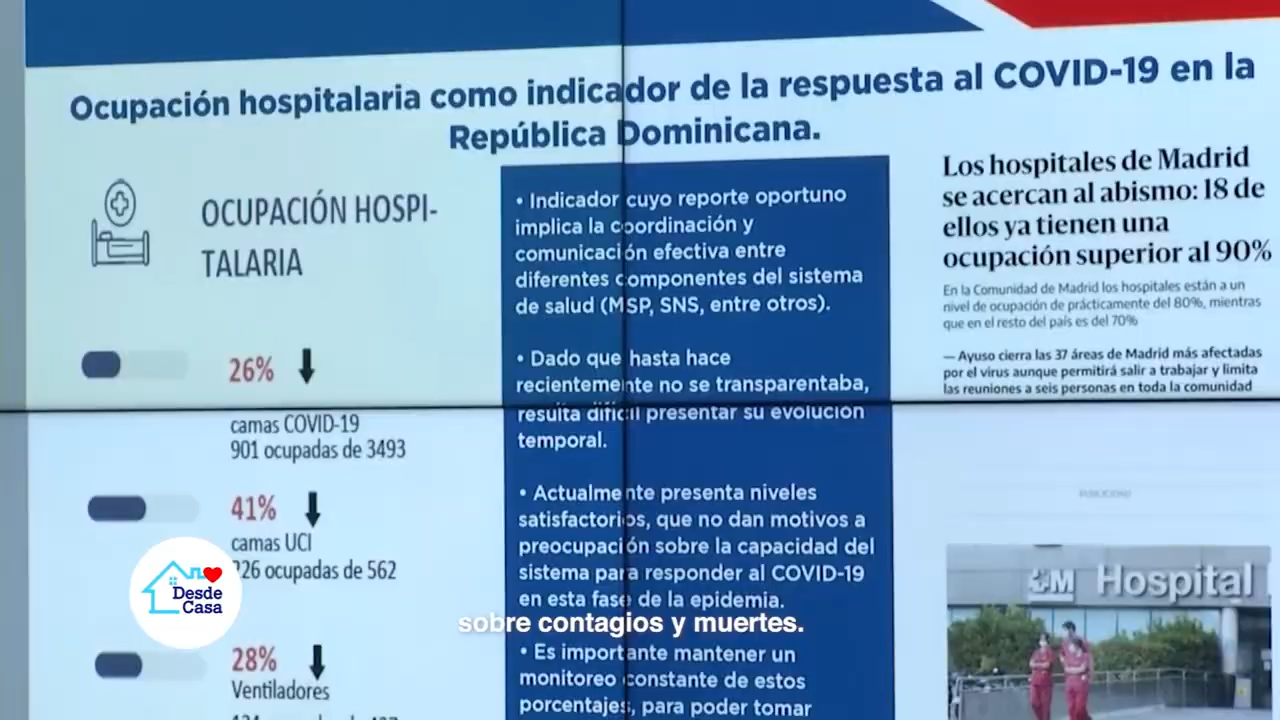 Ocupación hospitalaria como indicador de la respuesta al COVID-19 en la
República Dominicana.
OCUPACIÓN HOSPI-
TALARIA
26%
camas COVID-19
901 ocupadas de 3493
41%
camas UCI
226 ocupadas de 562
28%
Ventiladores
• Indicador cuyo reporte oportuno
implica la coordinación y
comunicación efectiva entre
diferentes componentes del sistema
de salud (MSP, SNS, entre otros).
• Dado que hasta hace
recientemente no se transparentaba,
resulta difícil presentar su evolución
temporal.
• Actualmente presenta niveles
satisfactorios, que no dan motivos a
preocupación sobre la capacidad del
sistema para responder al COVID-19
en esta fase de la epidemia.
• Es importante mantener un
monitoreo constante de estos
porcentajes, para poder tomar
Los hospitales de Madrid
se acercan al abismo: 18 de
ellos ya tienen una
ocupación superior al 90%
En la Comunidad de Madrid los hospitales están a un
nivel de ocupación de prácticamente del 80%, mientras
que en el resto del país es del 70%
— Ayuso cierra las 37 áreas de Madrid más afectadas
por el virus aunque permitirá salir a trabajar y limita
las reuniones a seis personas en toda la comunidad
PUBLICIDAD
Hospital
Desde
Casa
sobre contagios y muertes.